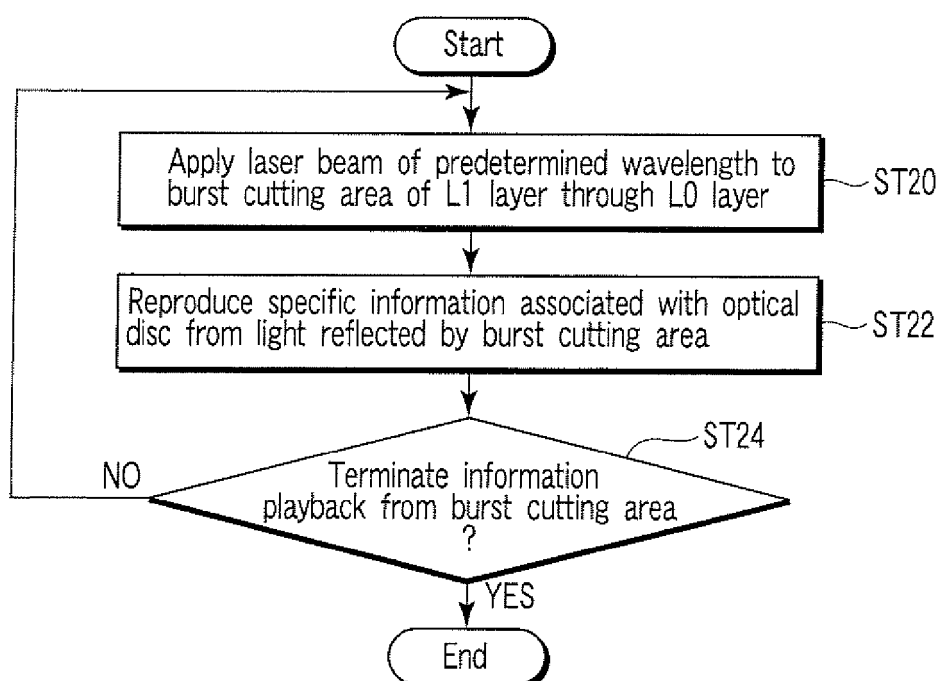 Start
Apply laser beam of predetermined wavelength to
burst cutting area of L1 layer through L0 layer
ST20
Reproduce specific information associated with optical
disc from light reflected by burst cutting area
ST22
ST24
NO
Terminate information
playback from burst cutting area
?
YES
End